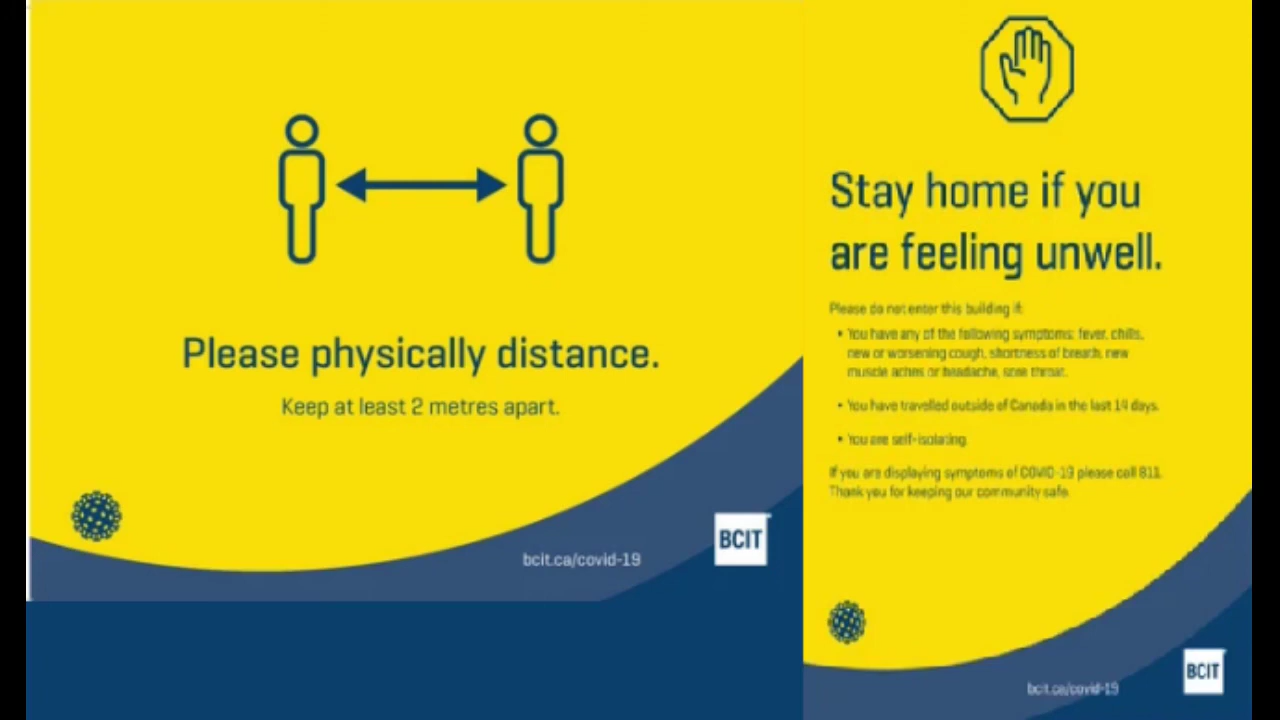 Please physically distance.
Keep at least 2 metres apart.
bcit.ca/covid-19
BCIT
Stay home if you
are feeling unwell.
Please do not enter this building if:
• You have any of the following symptoms: fever, chills,
new or worsening cough, shortness of breath, new
muscle aches or headache, sore throat.
• You have travelled outside of Canada in the last 14 days.
• You are self-isolating.
If you are displaying symptoms of COVID-19 please call 811.
Thank you for keeping our community safe.
bcit.ca/covid-19
BCIT